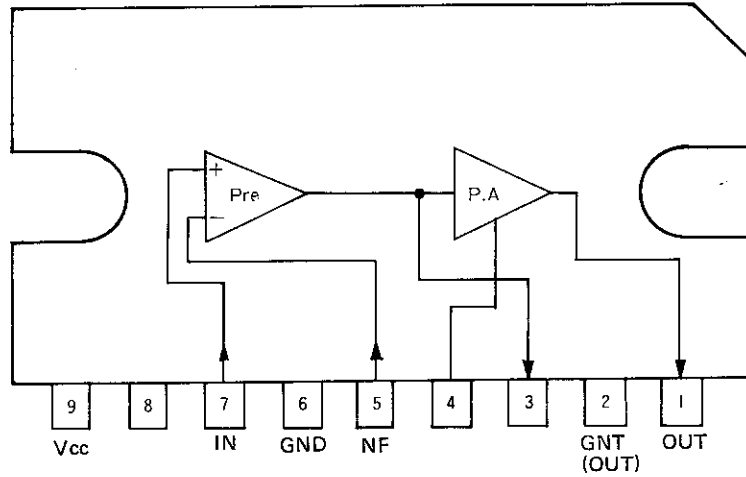 +
Pre
−
P.A
9 8 7 6 5 4 3 2 1
Vcc IN GND NF GNT OUT
(OUT)